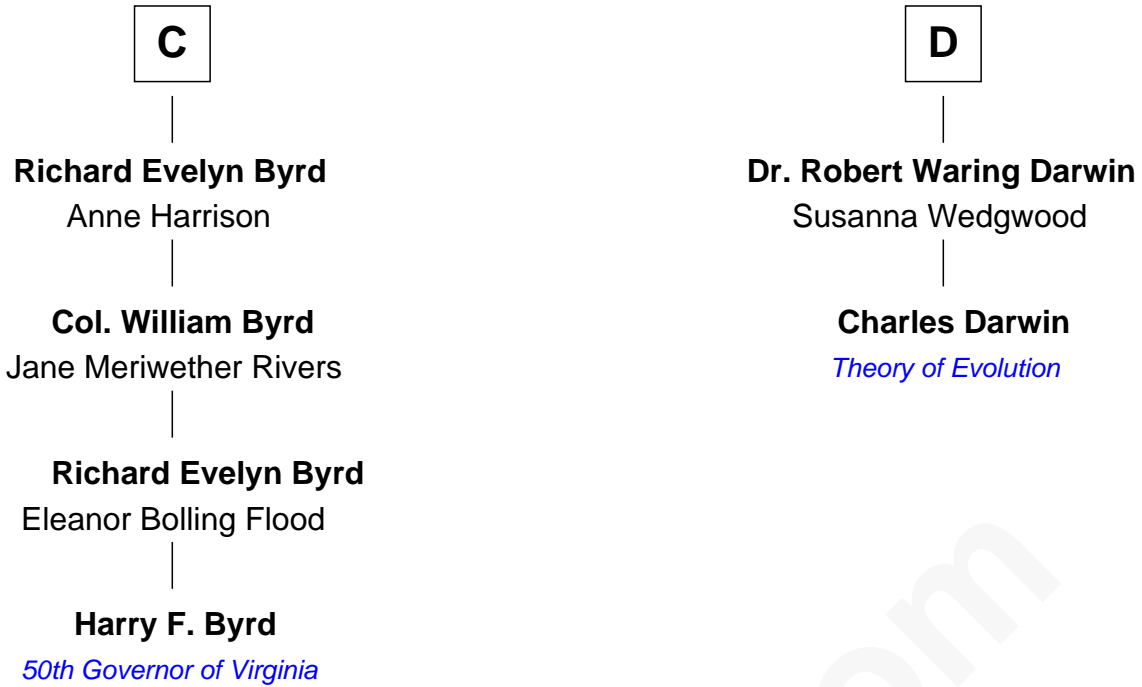 C
Richard Evelyn Byrd
Anne Harrison
Col. William Byrd
Jane Meriwether Rivers
Richard Evelyn Byrd
Eleanor Bolling Flood
Harry F. Byrd
50th Governor of Virginia
D
Dr. Robert Waring Darwin
Susanna Wedgwood
Charles Darwin
Theory of Evolution
om